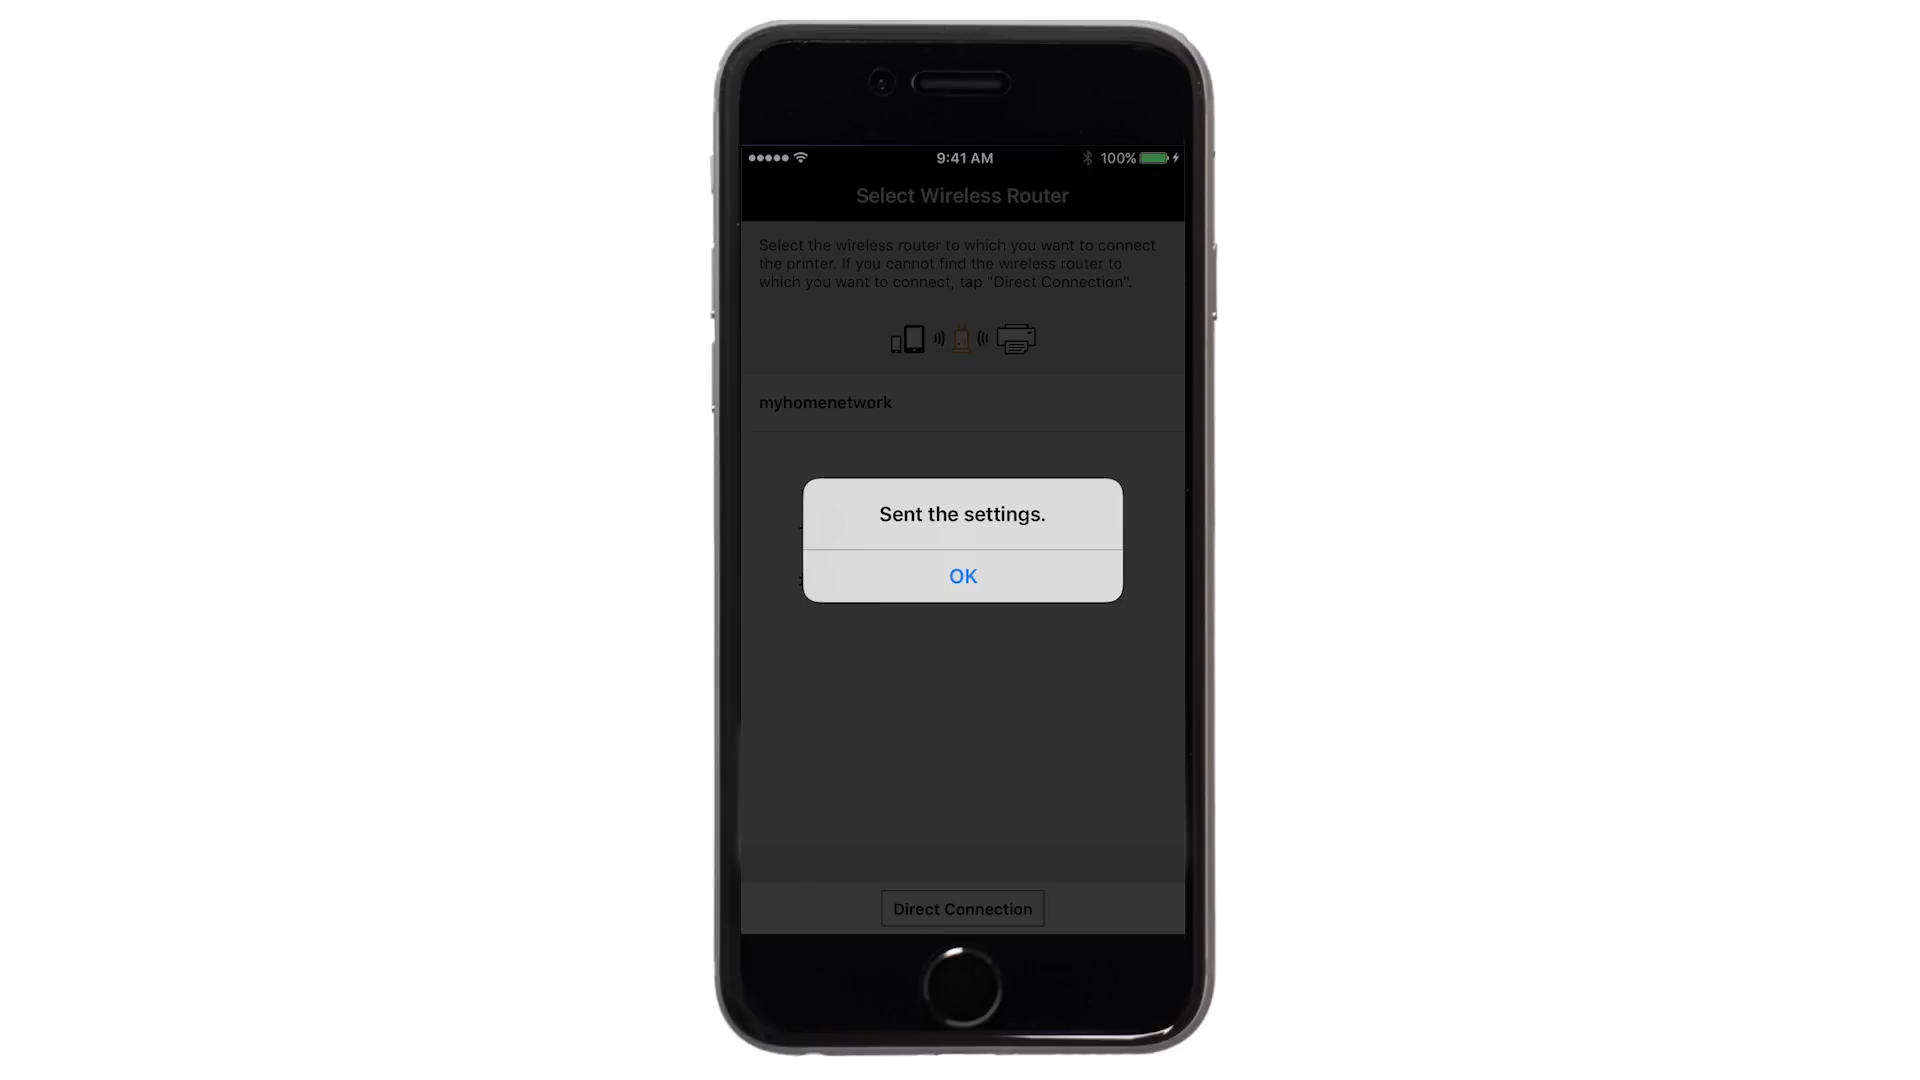 9:41 AM
100%
Select Wireless Router
Select the wireless router to which you want to connect
the printer. If you cannot find the wireless router to
which you want to connect, tap "Direct Connection".
myhomenetwork
Sent the settings.
OK
Direct Connection